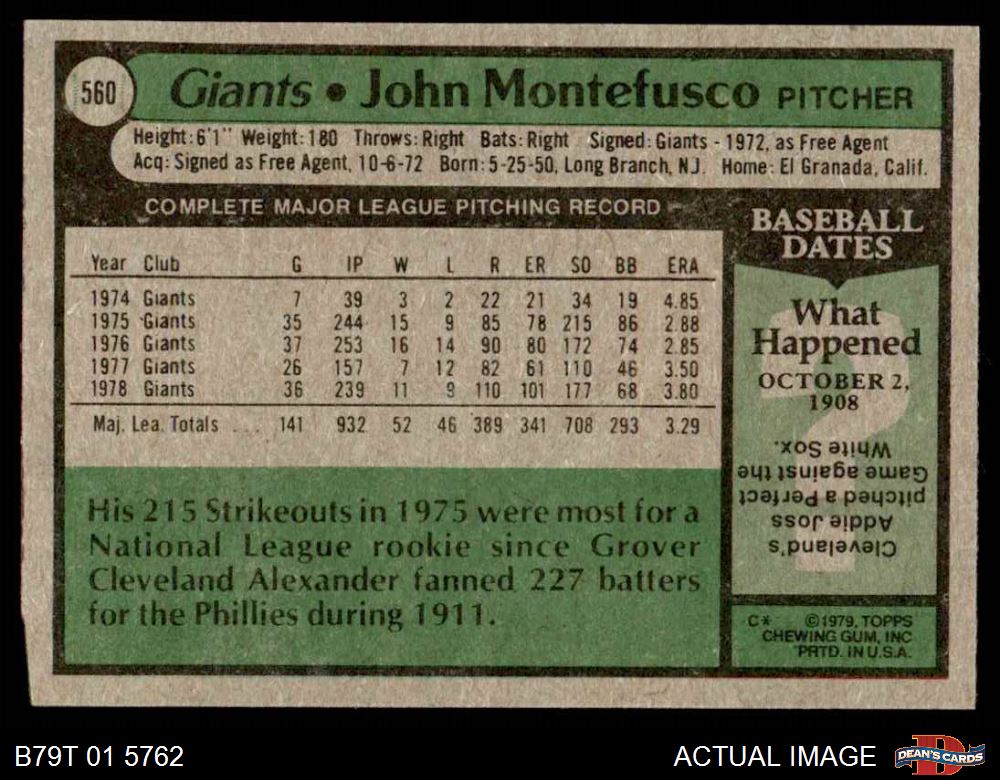 560
Giants • John Montefusco PITCHER
Height: 6'1" Weight: 180 Throws: Right Bats: Right Signed: Giants - 1972, as Free Agent
Acq: Signed as Free Agent, 10-6-72 Born: 5-25-50, Long Branch, N.J. Home: El Granada, Calif.
COMPLETE MAJOR LEAGUE PITCHING RECORD
Year Club G IP W L R ER SO BB ERA
1974 Giants 7 39 3 2 22 21 34 19 4.85
1975 Giants 35 244 15 9 85 78 215 86 2.88
1976 Giants 37 253 16 14 90 80 172 74 2.85
1977 Giants 26 157 7 12 82 61 110 46 3.50
1978 Giants 36 239 11 9 110 101 177 68 3.80
Maj. Lea. Totals ... 141 932 52 46 389 341 708 293 3.29
His 215 Strikeouts in 1975 were most for a
National League rookie since Grover
Cleveland Alexander fanned 227 batters
for the Phillies during 1911.
BASEBALL
DATES
What
Happened
OCTOBER 2,
1908
Cleveland's
Addie Joss
pitched a Perfect
Game against the
White Sox.
C* ©1979, TOPPS
CHEWING GUM, INC
PRTD. IN U.S.A.
B79T 01 5762
ACTUAL IMAGE
D
DEAN'S CARDS